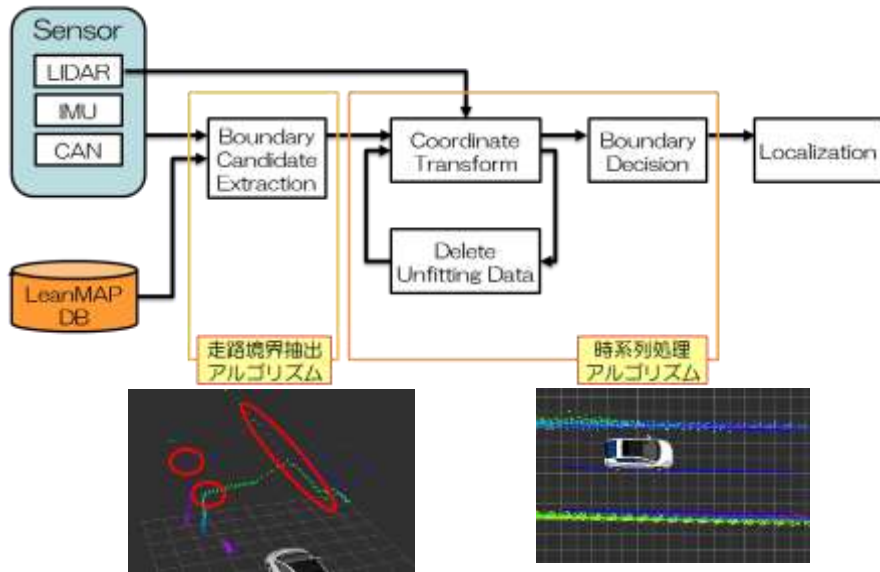 Sensor
LIDAR
IMU
CAN
Boundary
Candidate
Extraction
Coordinate
Transform
Boundary
Decision
Localization
Delete
Unfitting Data
LeanMAP
DB
走路境界抽出
アルゴリズム
時系列処理
アルゴリズム